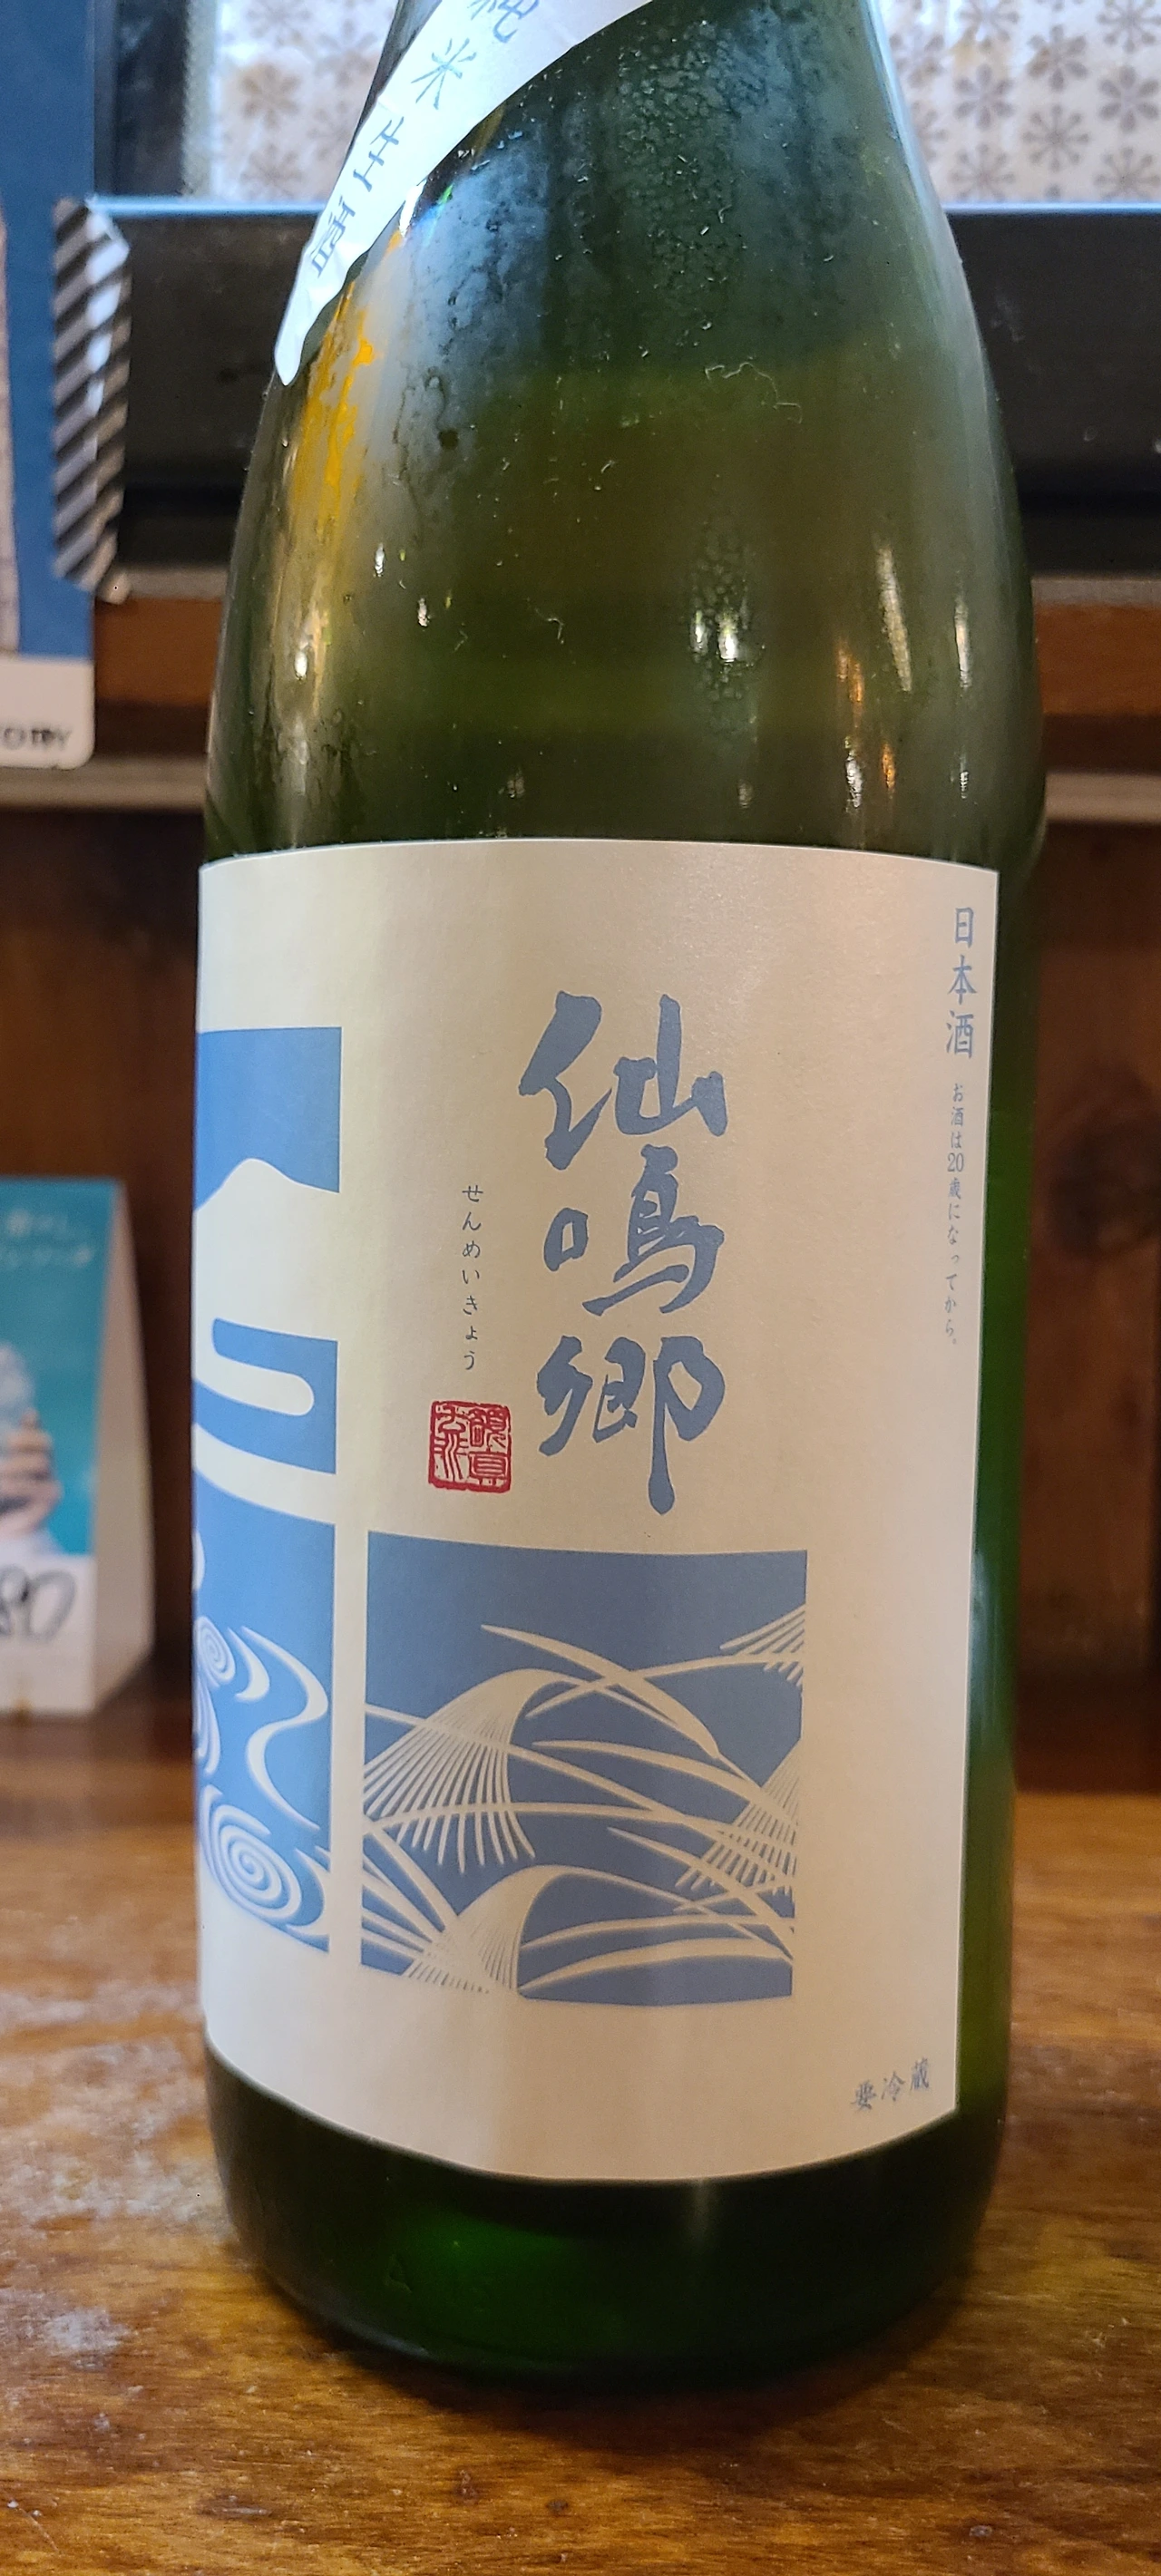 純米生酒
日本酒
お酒は20歳になってから。
仙鳴郷
せんめいきょう
要冷蔵